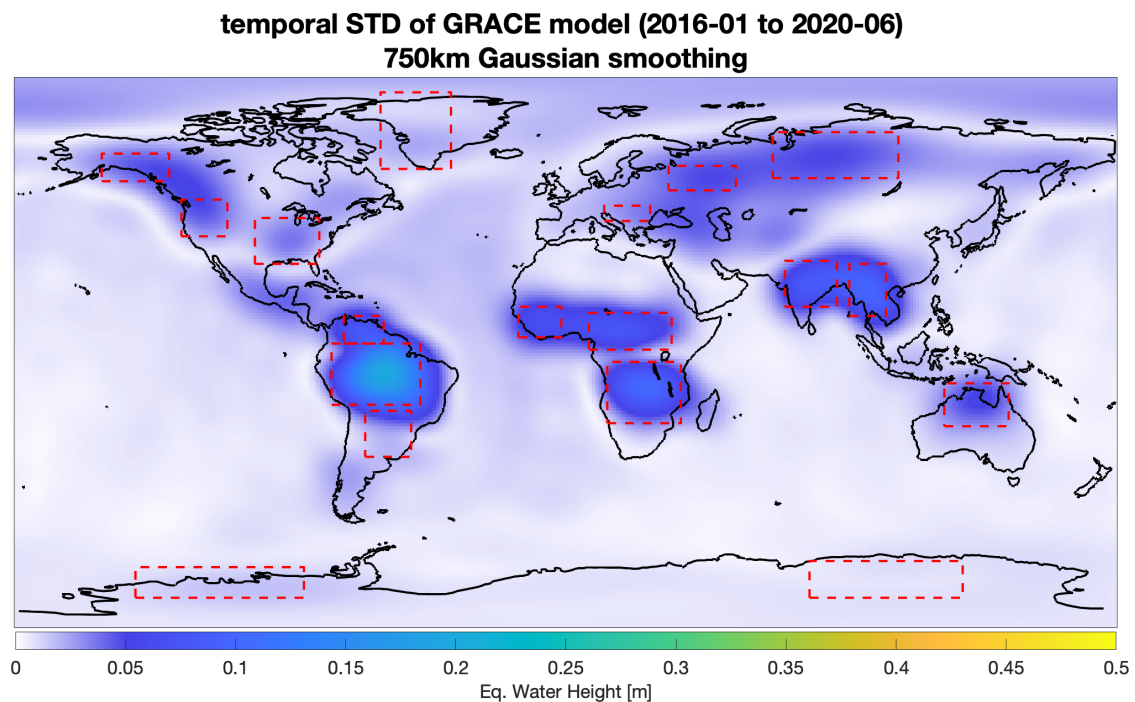 temporal STD of GRACE model (2016-01 to 2020-06)
750km Gaussian smoothing
0 0.05 0.1 0.15 0.2 0.25 0.3 0.35 0.4 0.45 0.5
Eq. Water Height [m]